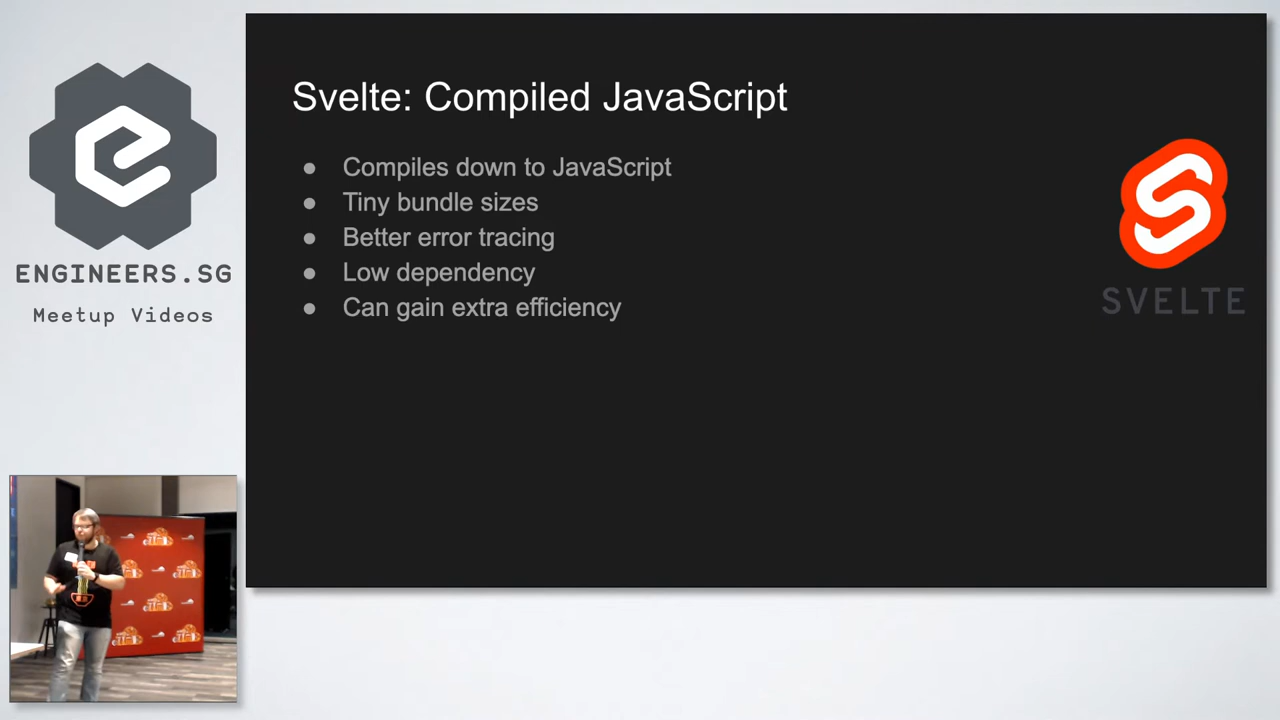 Svelte: Compiled JavaScript
● Compiles down to JavaScript
● Tiny bundle sizes
● Better error tracing
● Low dependency
● Can gain extra efficiency
SVELTE
ENGINEERS.SG
Meetup Videos